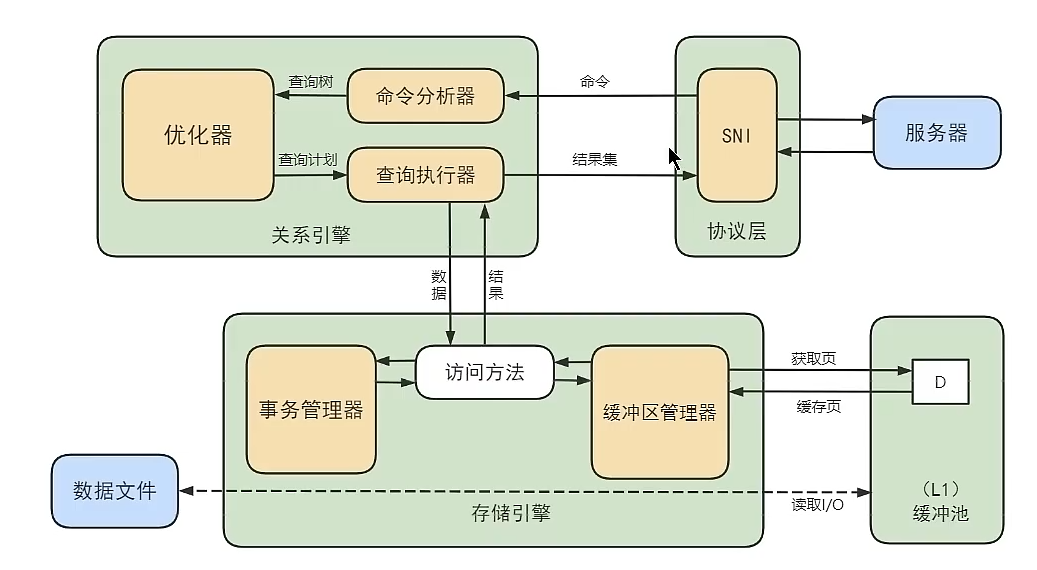 查询树
命令分析器
命令
优化器
SNI
服务器
查询计划
查询执行器
结果集
关系引擎
协议层
数
据
结
果
访问方法
获取页
D
事务管理器
缓冲区管理器
缓存页
数据文件
读取I/O
存储引擎
（L1）
缓冲池